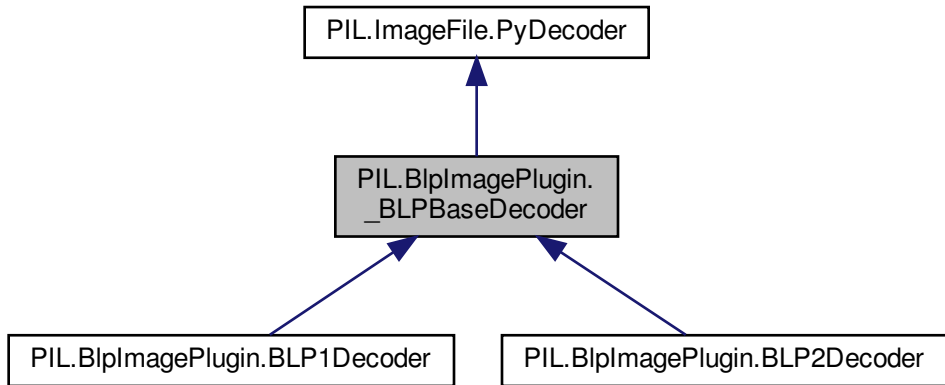 PIL.ImageFile.PyDecoder
PIL.BlpImagePlugin.
_BLPBaseDecoder
PIL.BlpImagePlugin.BLP1Decoder
PIL.BlpImagePlugin.BLP2Decoder